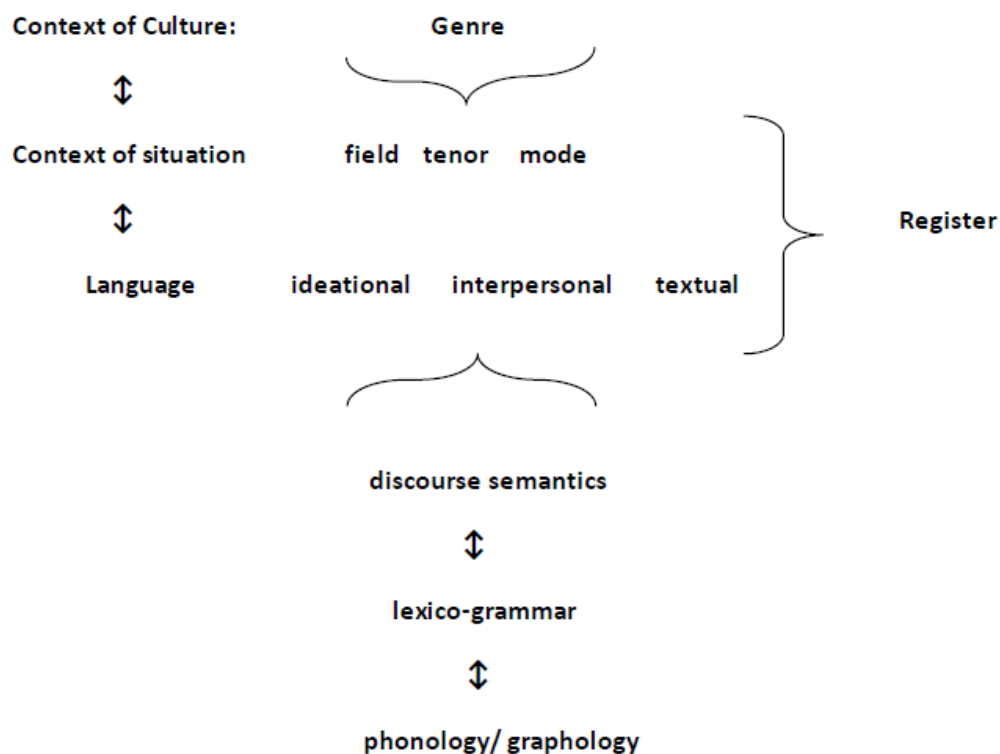 Context of Culture: Genre
↕
Context of situation field tenor mode
↕
Register
Language ideational interpersonal textual
discourse semantics
↕
lexico-grammar
↕
phonology/ graphology